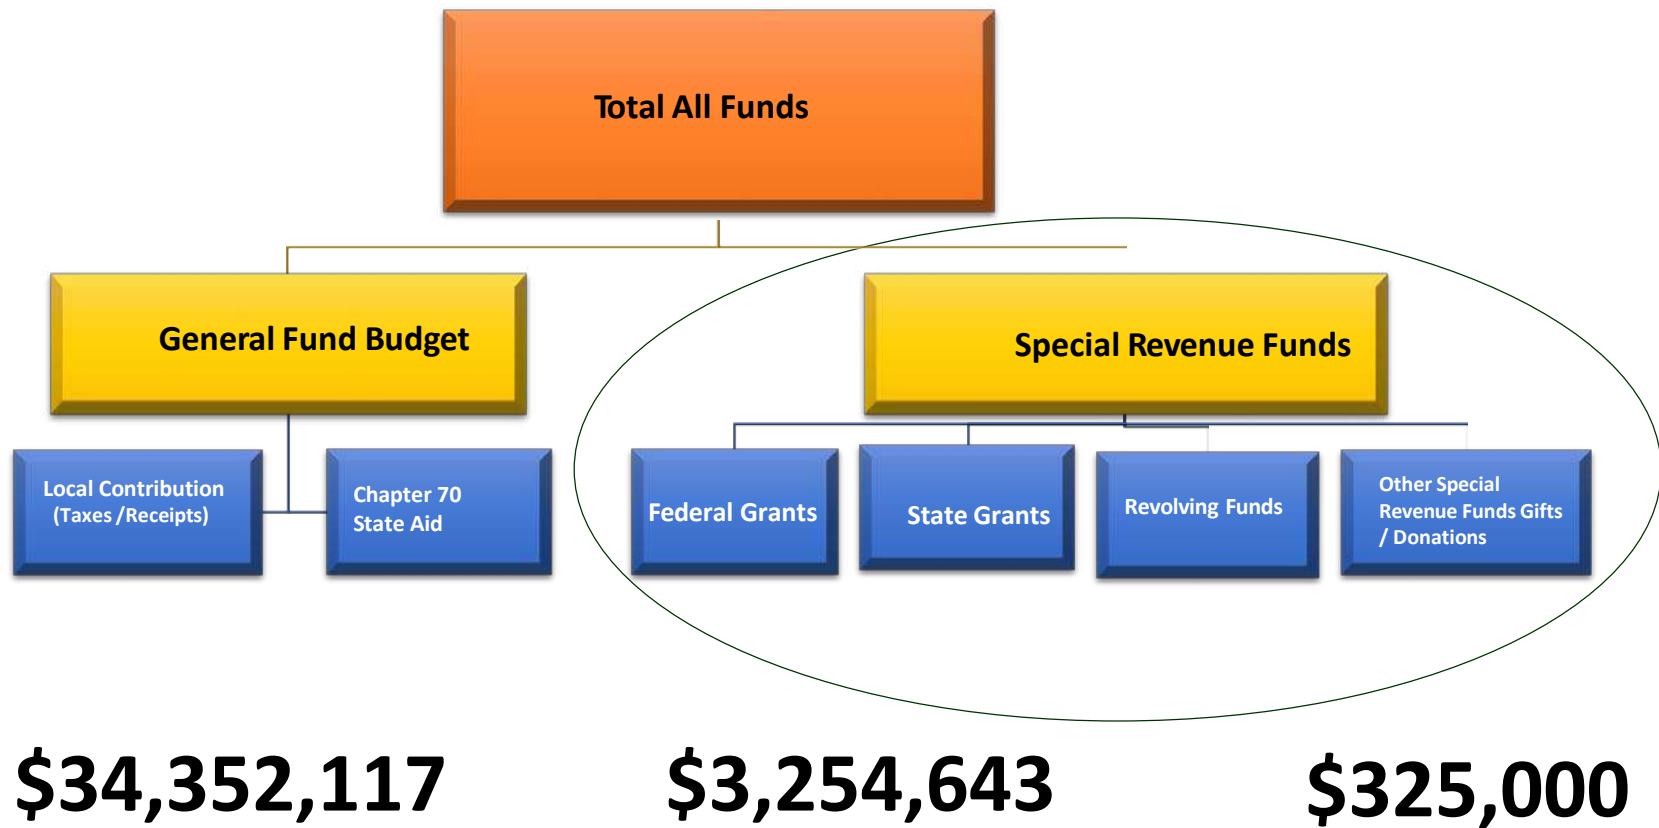 Total All Funds
General Fund Budget
Special Revenue Funds
Local Contribution
(Taxes /Receipts)
Chapter 70
State Aid
Federal Grants
State Grants
Revolving Funds
Other Special
Revenue Funds Gifts
/ Donations
$34,352,117
$3,254,643
$325,000